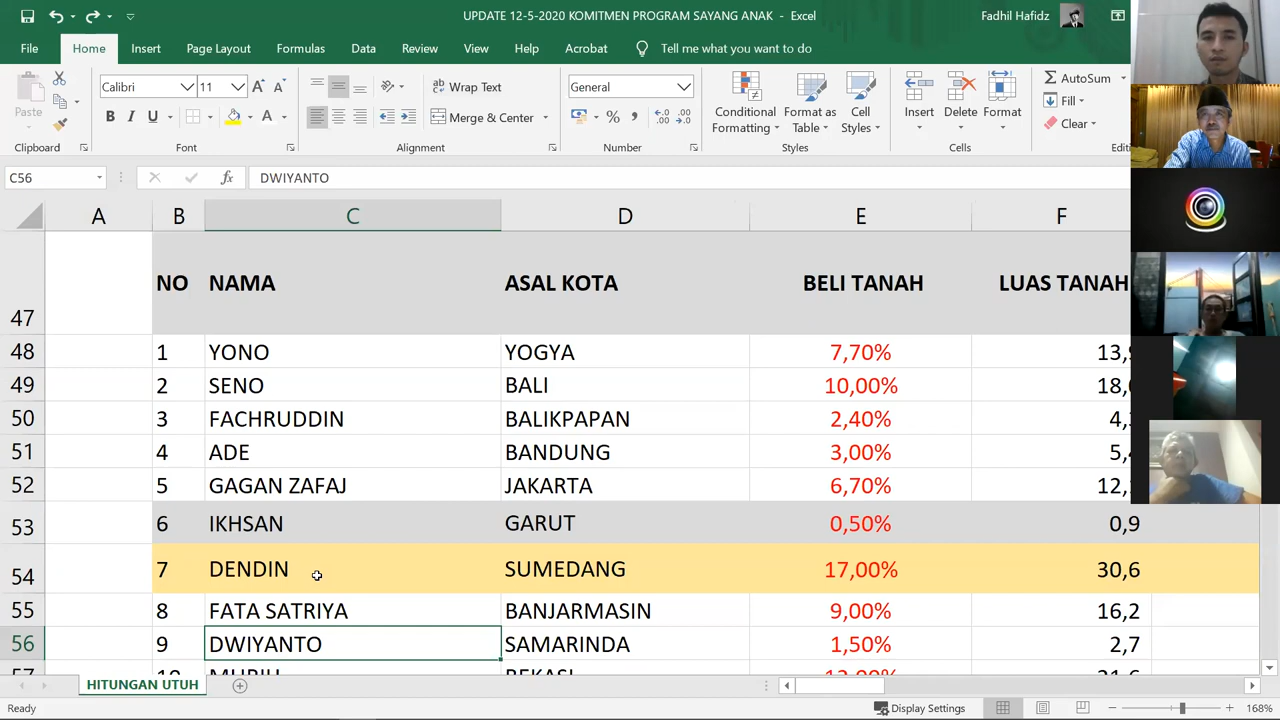 UPDATE 12-5-2020 KOMITMEN PROGRAM SAYANG ANAK - Excel Fadhil Hafidz
File Home Insert Page Layout Formulas Data Review View Help Acrobat Tell me what you want to do
Paste
Calibri 11
B I U
Wrap Text
Merge & Center
General
Conditional Formatting
Format as Table
Cell Styles
Insert Delete Format
AutoSum
Fill
Clear
Clipboard Font Alignment Number Styles Cells
C56 fx DWIYANTO
A B C D E F
47 NO NAMA ASAL KOTA BELI TANAH LUAS TANAH
48 1 YONO YOGYA 7,70% 13,
49 2 SENO BALI 10,00% 18,
50 3 FACHRUDDIN BALIKPAPAN 2,40% 4,
51 4 ADE BANDUNG 3,00% 5,
52 5 GAGAN ZAFAJ JAKARTA 6,70% 12,
53 6 IKHSAN GARUT 0,50% 0,9
54 7 DENDIN SUMEDANG 17,00% 30,6
55 8 FATA SATRIYA BANJARMASIN 9,00% 16,2
56 9 DWIYANTO SAMARINDA 1,50% 2,7
57
HITUNGAN UTUH
Ready Display Settings 168%